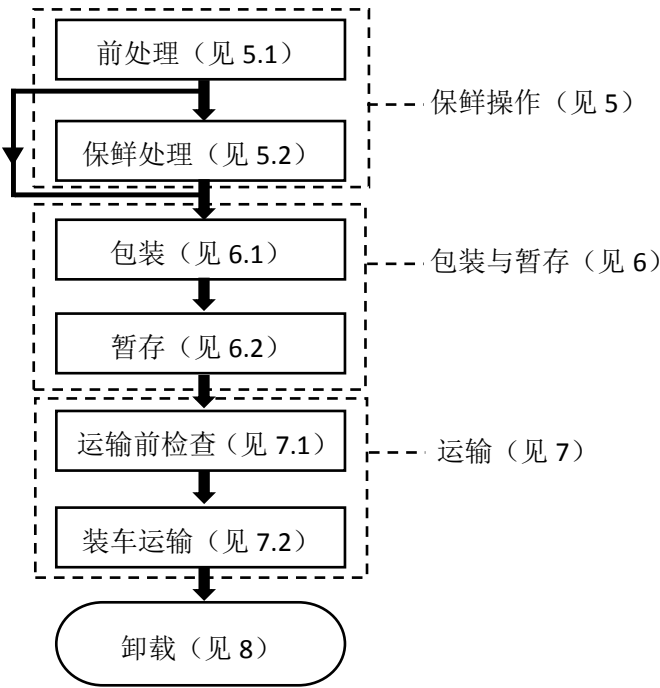 前处理（见 5.1）
保鲜操作（见 5）
保鲜处理（见 5.2）
包装（见 6.1）
包装与暂存（见 6）
暂存（见 6.2）
运输前检查（见 7.1）
运输（见 7）
装车运输（见 7.2）
卸载（见 8）